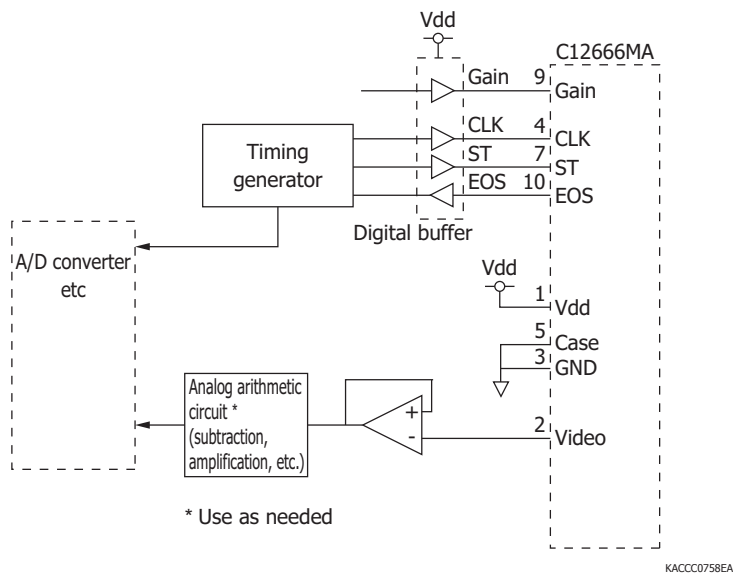 Vdd
C12666MA
Gain 9 Gain
CLK 4 CLK
ST 7 ST
EOS 10 EOS
Timing
generator
Digital buffer
A/D converter
etc
Vdd
1 Vdd
5 Case
3 GND
Analog arithmetic
circuit *
(subtraction,
amplification, etc.)
+
-
2 Video
* Use as needed
KACCC0758EA